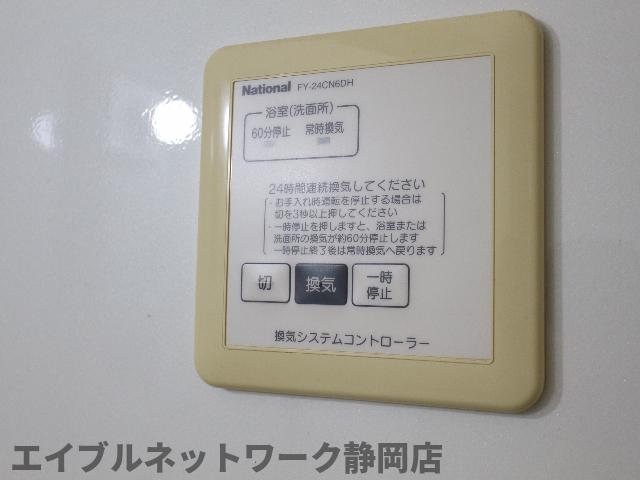 National FY-24CN6DH
浴室(洗面所)
60分停止 常時換気
24時間連続換気してください
・お手入れ時運転を停止する場合は
切を3秒以上押してください
・一時停止を押しますと、浴室または
洗面所の換気が約60分停止します
一時停止終了後は常時換気へ戻ります
切 換気 一時
停止
換気システムコントローラー
エイブルネットワーク静岡店